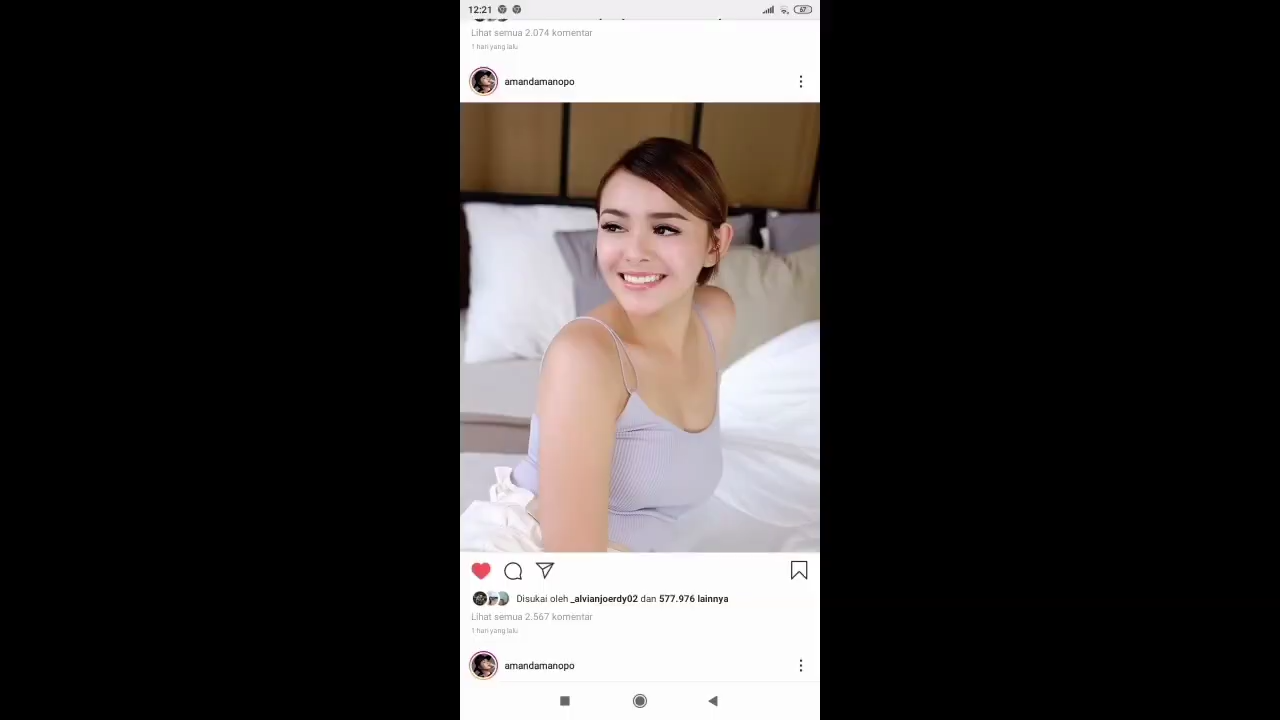 12:21
67
Lihat semua 2.074 komentar
1 hari yang lalu
amandamanopo
Disukai oleh _alvianjoerdy02 dan 577.976 lainnya
Lihat semua 2.567 komentar
1 hari yang lalu
amandamanopo